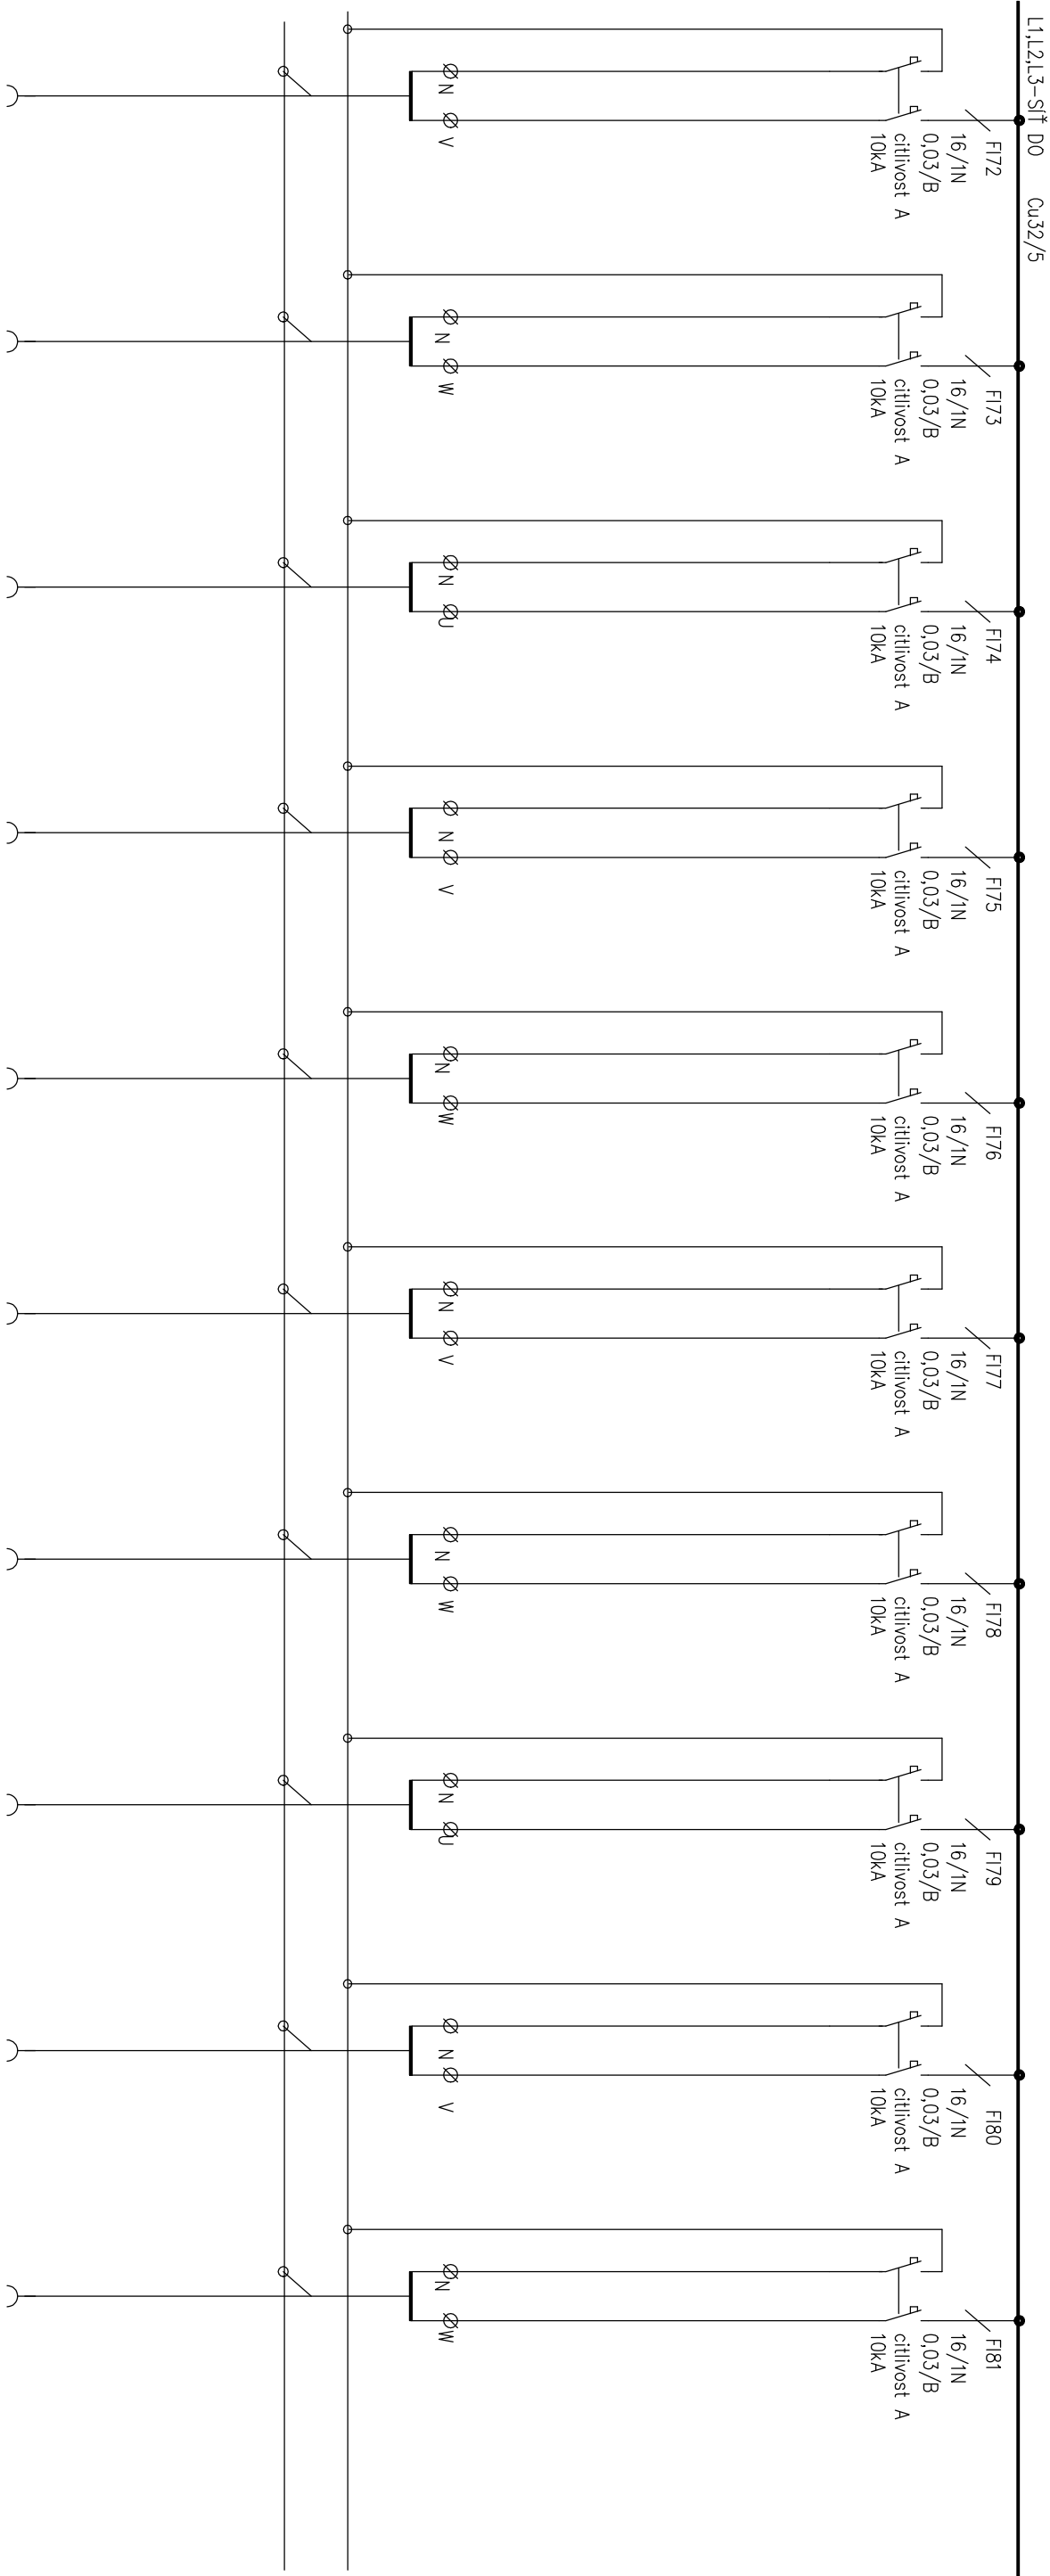 L1,L2,L3-SÍŤ DO Cu32/5
FI72
16/1N
0,03/B
citlivost A
10kA
N
V
FI73
16/1N
0,03/B
citlivost A
10kA
N
W
FI74
16/1N
0,03/B
citlivost A
10kA
N
U
FI75
16/1N
0,03/B
citlivost A
10kA
N
V
FI76
16/1N
0,03/B
citlivost A
10kA
N
W
FI77
16/1N
0,03/B
citlivost A
10kA
N
V
FI78
16/1N
0,03/B
citlivost A
10kA
N
W
FI79
16/1N
0,03/B
citlivost A
10kA
N
U
FI80
16/1N
0,03/B
citlivost A
10kA
N
V
FI81
16/1N
0,03/B
citlivost A
10kA
N
W